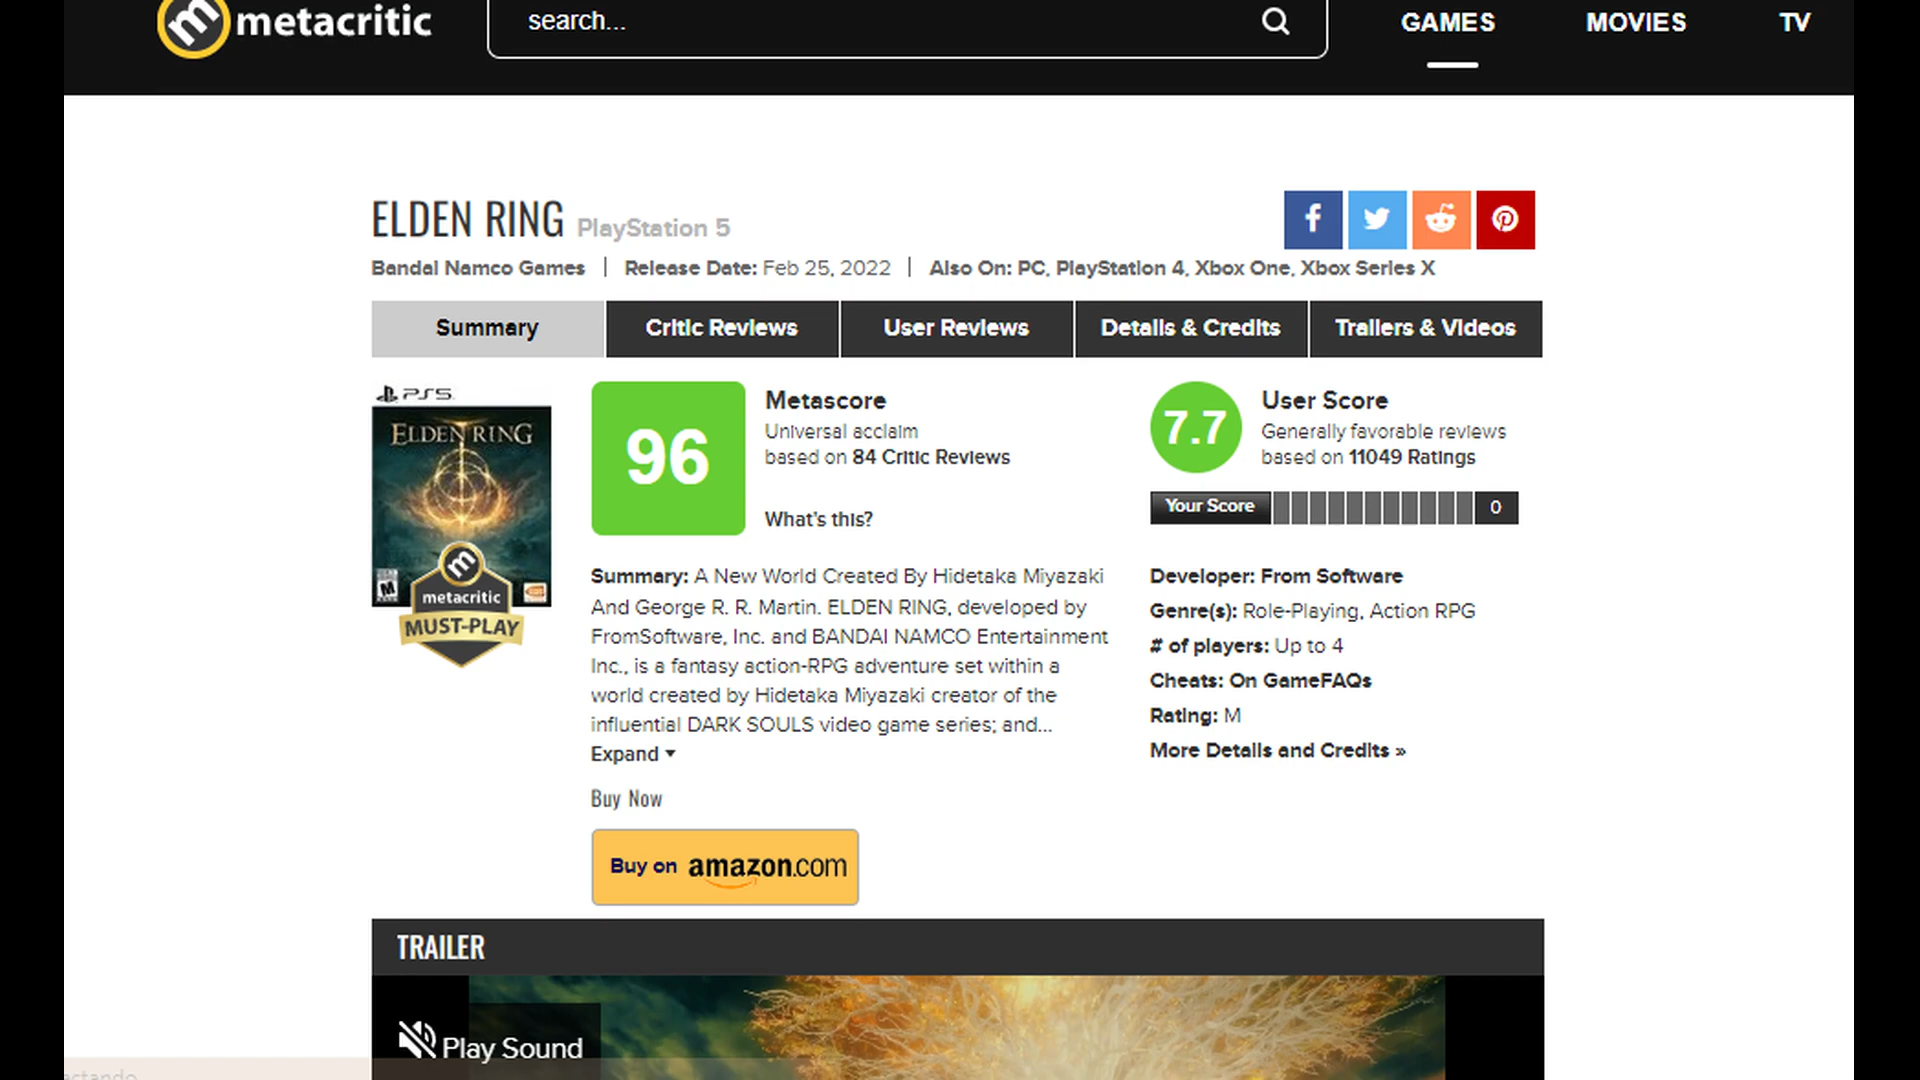 metacritic
search...
GAMES
MOVIES
TV
ELDEN RING PlayStation 5
Bandai Namco Games | Release Date: Feb 25, 2022 | Also On: PC, PlayStation 4, Xbox One, Xbox Series X
Summary
Critic Reviews
User Reviews
Details & Credits
Trailers & Videos
PS5
ELDEN RING
M
metacritic
MUST-PLAY
96
Metascore
Universal acclaim
based on 84 Critic Reviews
What's this?
7.7
User Score
Generally favorable reviews
based on 11049 Ratings
Your Score
0
Summary: A New World Created By Hidetaka Miyazaki
And George R. R. Martin. ELDEN RING, developed by
FromSoftware, Inc. and BANDAI NAMCO Entertainment
Inc., is a fantasy action-RPG adventure set within a
world created by Hidetaka Miyazaki creator of the
influential DARK SOULS video game series; and...
Expand
Developer: From Software
Genre(s): Role-Playing, Action RPG
# of players: Up to 4
Cheats: On GameFAQs
Rating: M
More Details and Credits »
Buy Now
Buy on amazon.com
TRAILER
Play Sound